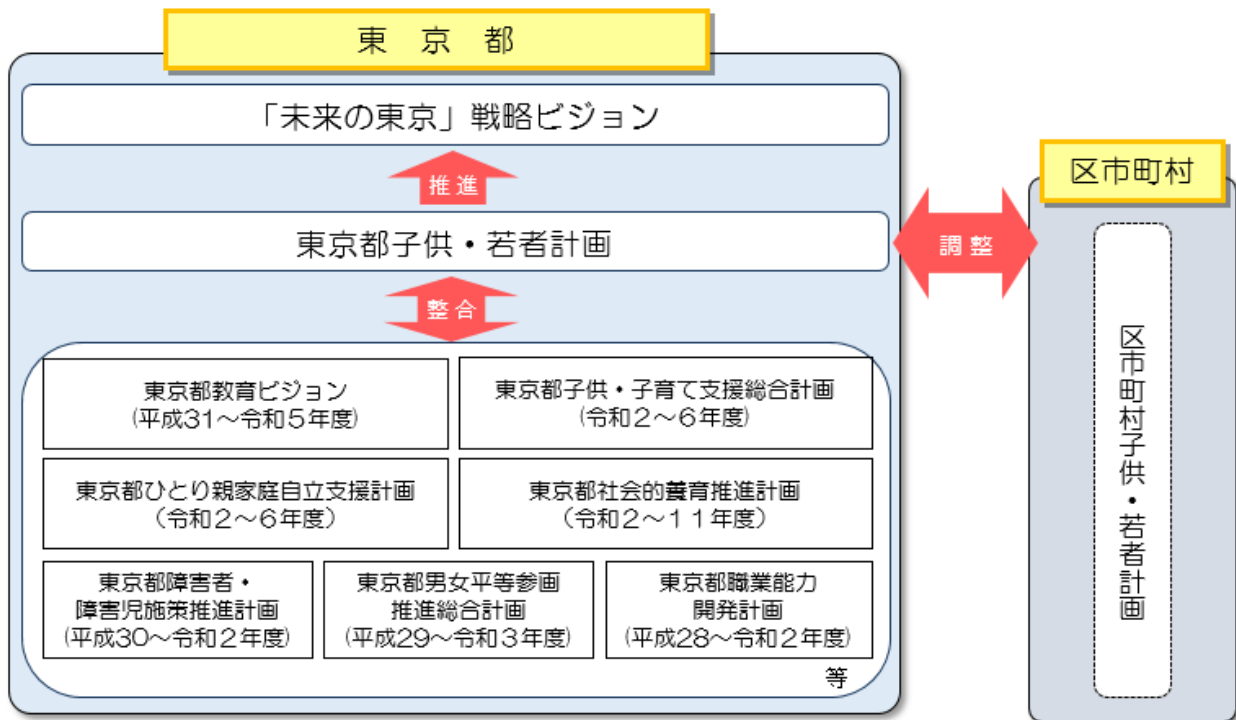 東京都
「未来の東京」戦略ビジョン
推進
東京都子供・若者計画
整合
東京都教育ビジョン
(平成31～令和5年度)
東京都子供・子育て支援総合計画
(令和2～6年度)
東京都ひとり親家庭自立支援計画
（令和2～6年度）
東京都社会的養育推進計画
（令和2～１１年度）
東京都障害者・
障害児施策推進計画
(平成30～令和２年度)
東京都男女平等参画
推進総合計画
(平成29～令和３年度)
東京都職業能力
開発計画
(平成28～令和２年度)
等
調整
区市町村
区市町村子供・若者計画